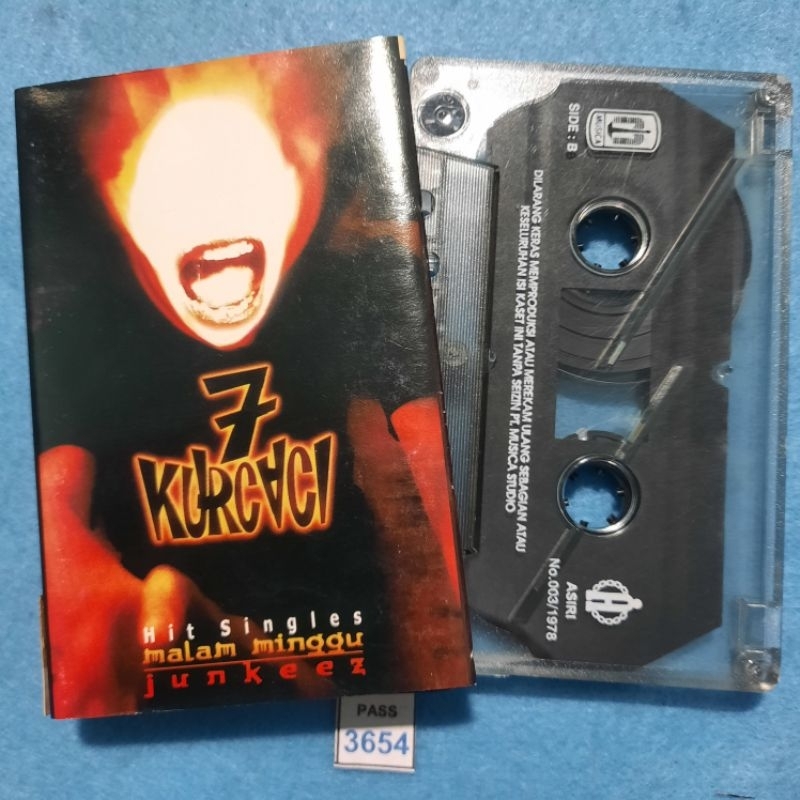 7
KURCACI
Hit Singles
malam minggu
junkeez
PASS
3654
SIDE : B
MUSICA
DILARANG KERAS MEMPRODUKSI ATAU MEREKAM ULANG SEBAGIAN ATAU
KESELURUHAN ISI KASET INI TANPA SEIZIN PT. MUSICA STUDIO
ASIRI
No.003/1978